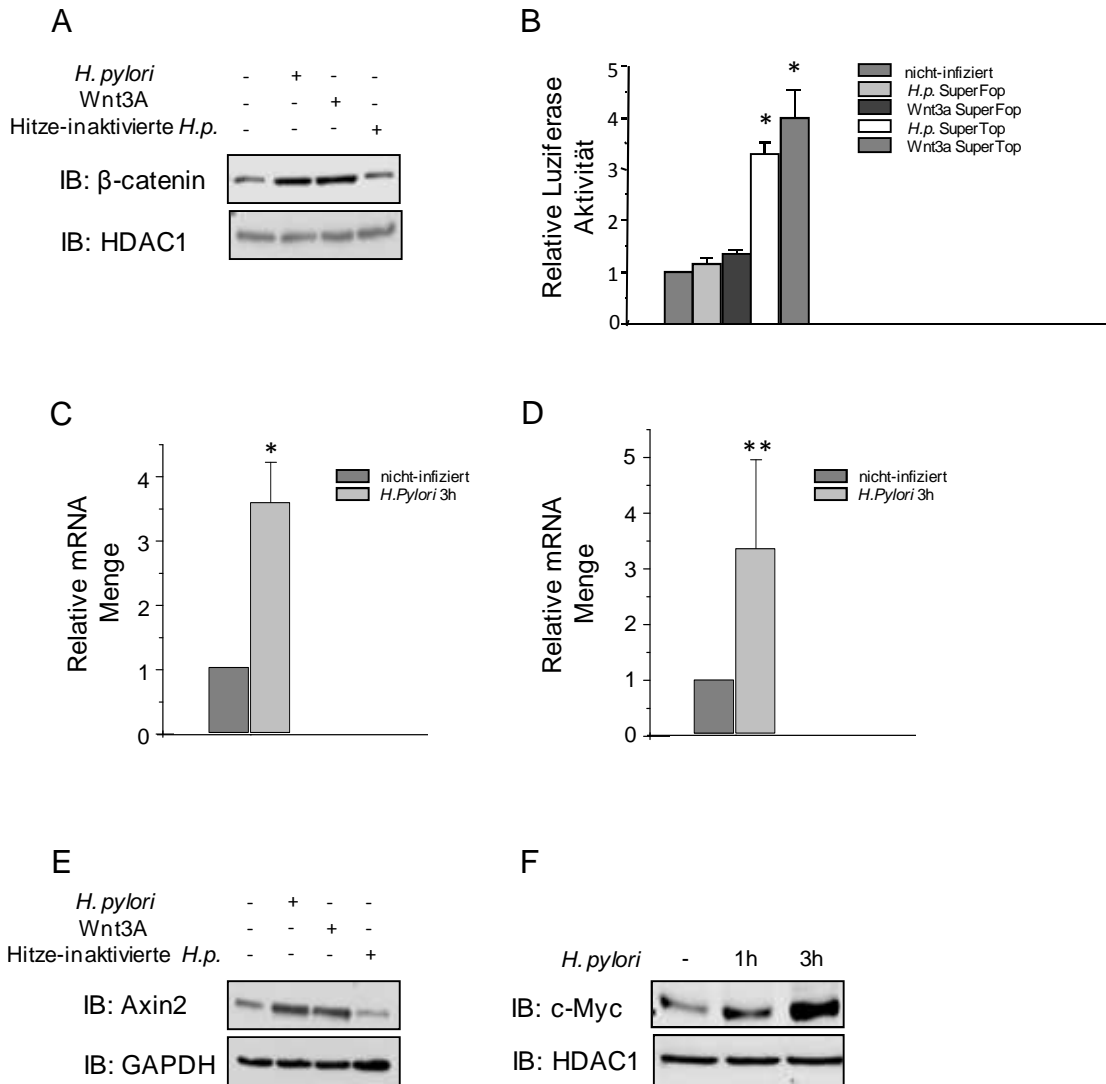 A
H. pylori - + - -
Wnt3A - - + -
Hitze-inaktivierte H.p. - - - +
IB: β-catenin
IB: HDAC1
B
Relative Luziferase
Aktivität
5
4
3
2
1
0
*
*
nicht-infiziert
H.p. SuperFop
Wnt3a SuperFop
H.p. SuperTop
Wnt3a SuperTop
C
Relative mRNA
Menge
4
3
2
1
0
*
nicht-infiziert
H.Pylori 3h
D
Relative mRNA
Menge
5
4
3
2
1
0
**
nicht-infiziert
H.Pylori 3h
E
H. pylori - + - -
Wnt3A - - + -
Hitze-inaktivierte H.p. - - - +
IB: Axin2
IB: GAPDH
F
H. pylori - 1h 3h
IB: c-Myc
IB: HDAC1